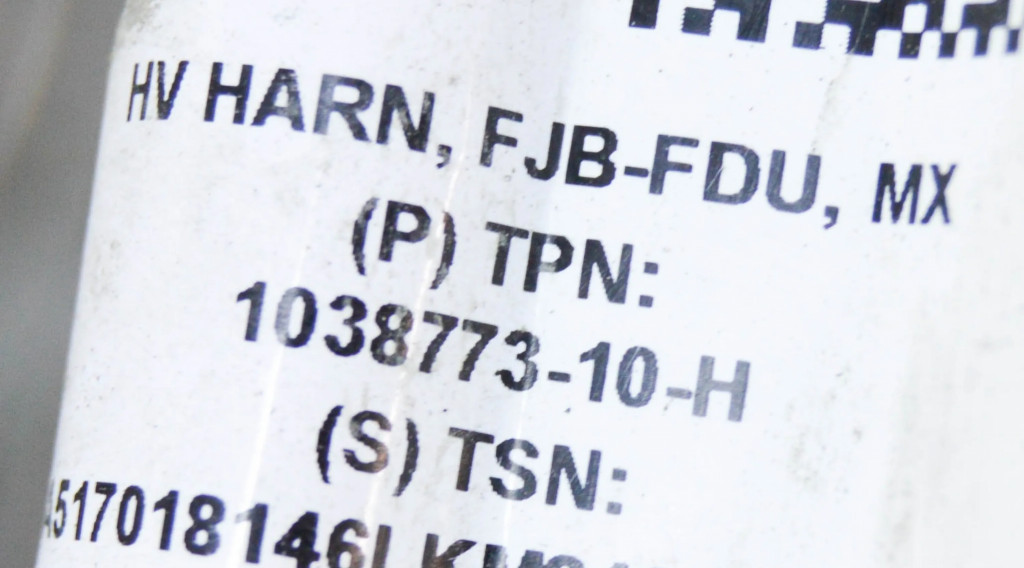 HV HARN, FJB-FDU, MX
(P) TPN:
1038773-10-H
(S) TSN: